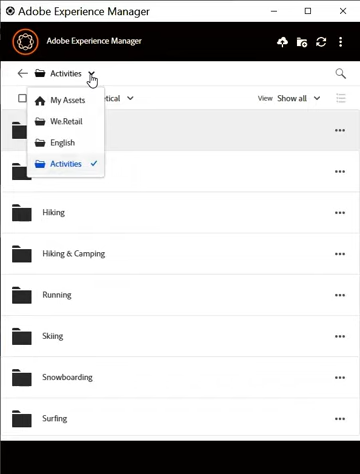 Adobe Experience Manager
Adobe Experience Manager
Activities
View Show all
My Assets
We.Retail
English
Activities
Hiking
Hiking & Camping
Running
Skiing
Snowboarding
Surfing